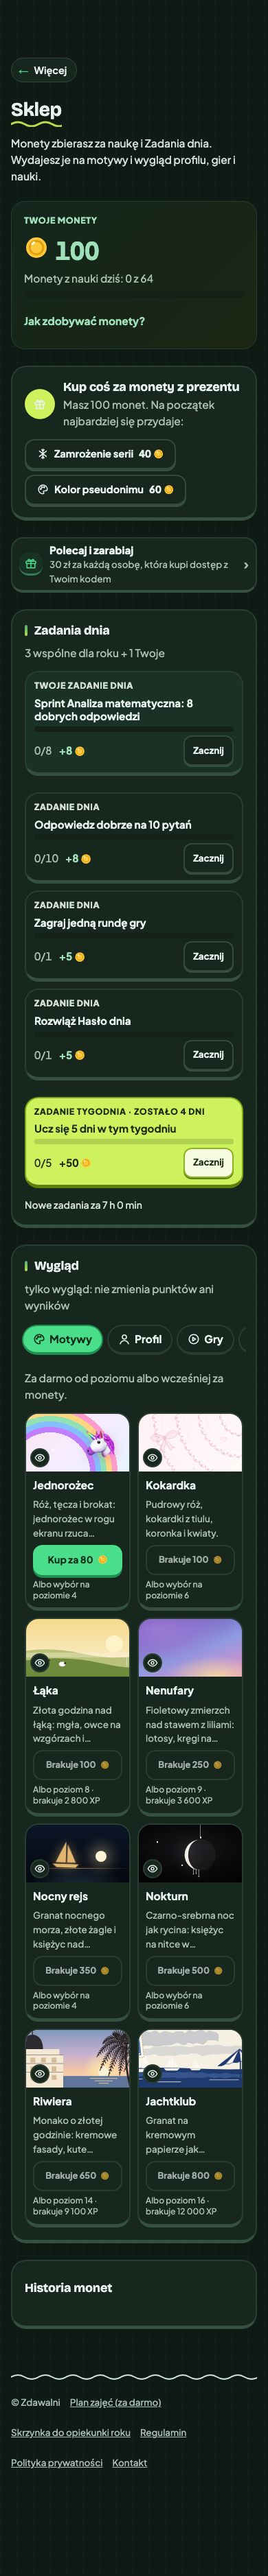 ← Więcej
Sklep
Monety zbierasz za naukę i Zadania dnia.
Wydajesz je na motywy i wygląd profilu, gier i
nauki.
TWOJE MONETY
100
Monety z nauki dziś: 0 z 64
Jak zdobywać monety?
Kup coś za monety z prezentu
Masz 100 monet. Na początek
najbardziej się przydaje:
Zamrożenie serii 40
Kolor pseudonimu 60
Polecaj i zarabiaj
30 zł za każdą osobę, która kupi dostęp z
Twoim kodem
›
Zadania dnia
3 wspólne dla roku + 1 Twoje
TWOJE ZADANIE DNIA
Sprint Analiza matematyczna: 8
dobrych odpowiedzi
0/8 +8 Zacznij
ZADANIE DNIA
Odpowiedz dobrze na 10 pytań
0/10 +8 Zacznij
ZADANIE DNIA
Zagraj jedną rundę gry
0/1 +5 Zacznij
ZADANIE DNIA
Rozwiąż Hasło dnia
0/1 +5 Zacznij
ZADANIE TYGODNIA · ZOSTAŁO 4 DNI
Ucz się 5 dni w tym tygodniu
0/5 +50 Zacznij
Nowe zadania za 7 h 0 min
Wygląd
tylko wygląd: nie zmienia punktów ani
wyników
Motywy Profil Gry
Za darmo od poziomu albo wcześniej za
monety.
Jednorożec
Róż, tęcza i brokat:
jednorożec w rogu
ekranu rzuca…
Kup za 80
Albo wybór na
poziomie 4
Kokardka
Pudrowy róż,
kokardki z tiulu,
koronka i kwiaty.
Brakuje 100
Albo wybór na
poziomie 6
Łąka
Złota godzina nad
łąką: mgła, owce na
wzgórzach i…
Brakuje 100
Albo poziom 8 ·
brakuje 2 800 XP
Nenufary
Fioletowy zmierzch
nad stawem z liliami:
lotosy, kręgi na…
Brakuje 250
Albo poziom 9 ·
brakuje 3 600 XP
Nocny rejs
Granat nocnego
morza, złote żagle i
księżyc nad…
Brakuje 350
Albo wybór na
poziomie 4
Nokturn
Czarno-srebrna noc
jak rycina: księżyc
na nitce w…
Brakuje 500
Albo wybór na
poziomie 6
Riwiera
Monako o złotej
godzinie: kremowe
fasady, kute…
Brakuje 650
Albo poziom 14 ·
brakuje 9 100 XP
Jachtklub
Granat na
kremowym
papierze jak…
Brakuje 800
Albo poziom 16 ·
brakuje 12 000 XP
Historia monet
© Zdawalni Plan zajęć (za darmo)
Skrzynka do opiekunki roku Regulamin
Polityka prywatności Kontakt